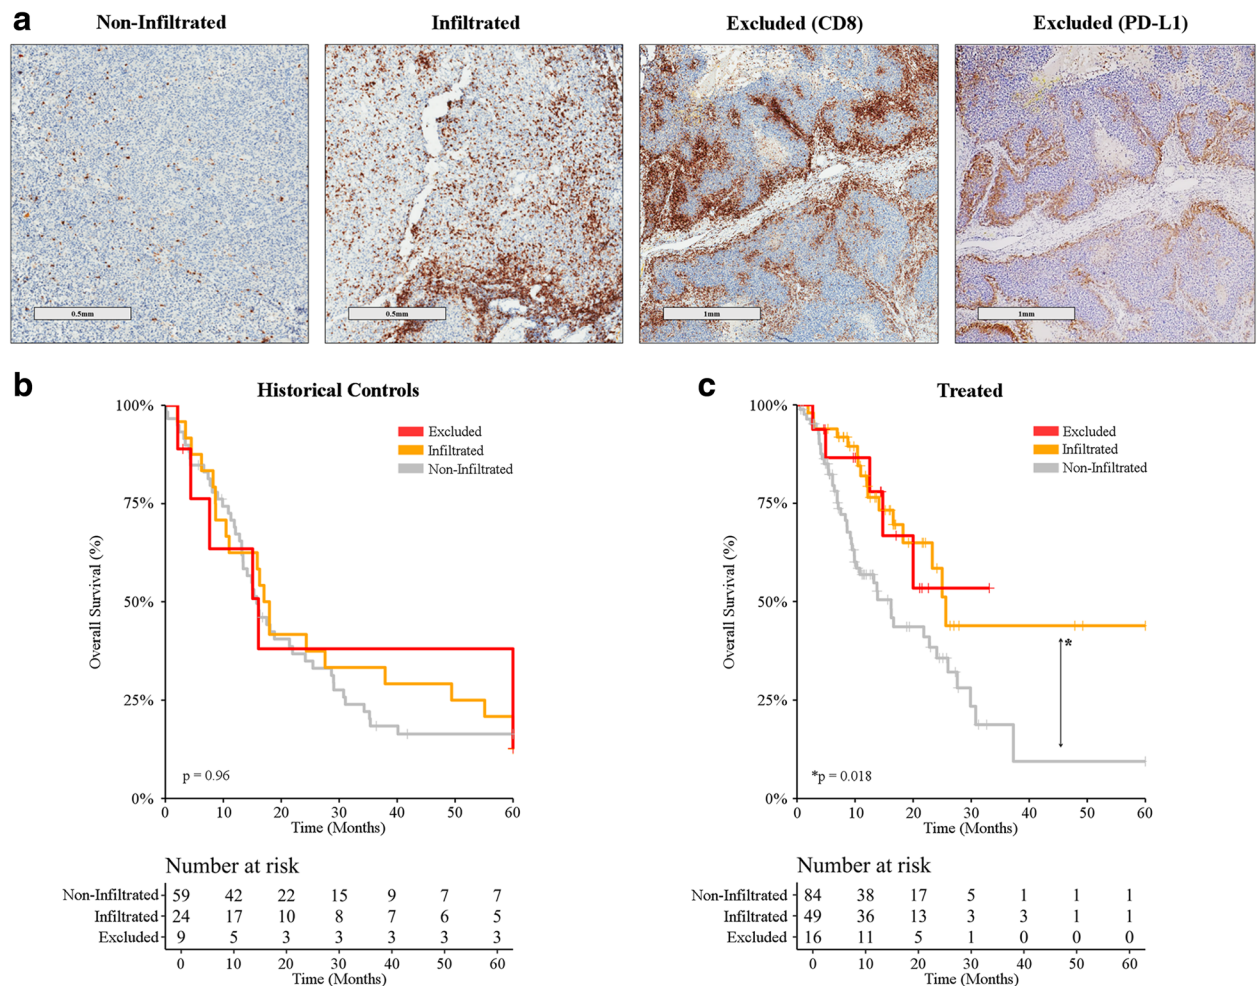 a
Non-Infiltrated
Infiltrated
Excluded (CD8)
Excluded (PD-L1)
0.5mm
0.5mm
1mm
1mm
b
Historical Controls
100%
75%
50%
25%
0%
Overall Survival (%)
Excluded
Infiltrated
Non-Infiltrated
p = 0.96
0 10 20 30 40 50 60
Time (Months)
Number at risk
Non-Infiltrated 59 42 22 15 9 7 7
Infiltrated 24 17 10 8 7 6 5
Excluded 9 5 3 3 3 3 3
0 10 20 30 40 50 60
Time (Months)
c
Treated
100%
75%
50%
25%
0%
Overall Survival (%)
Excluded
Infiltrated
Non-Infiltrated
*
*p = 0.018
0 10 20 30 40 50 60
Time (Months)
Number at risk
Non-Infiltrated 84 38 17 5 1 1 1
Infiltrated 49 36 13 3 3 1 1
Excluded 16 11 5 1 0 0 0
0 10 20 30 40 50 60
Time (Months)